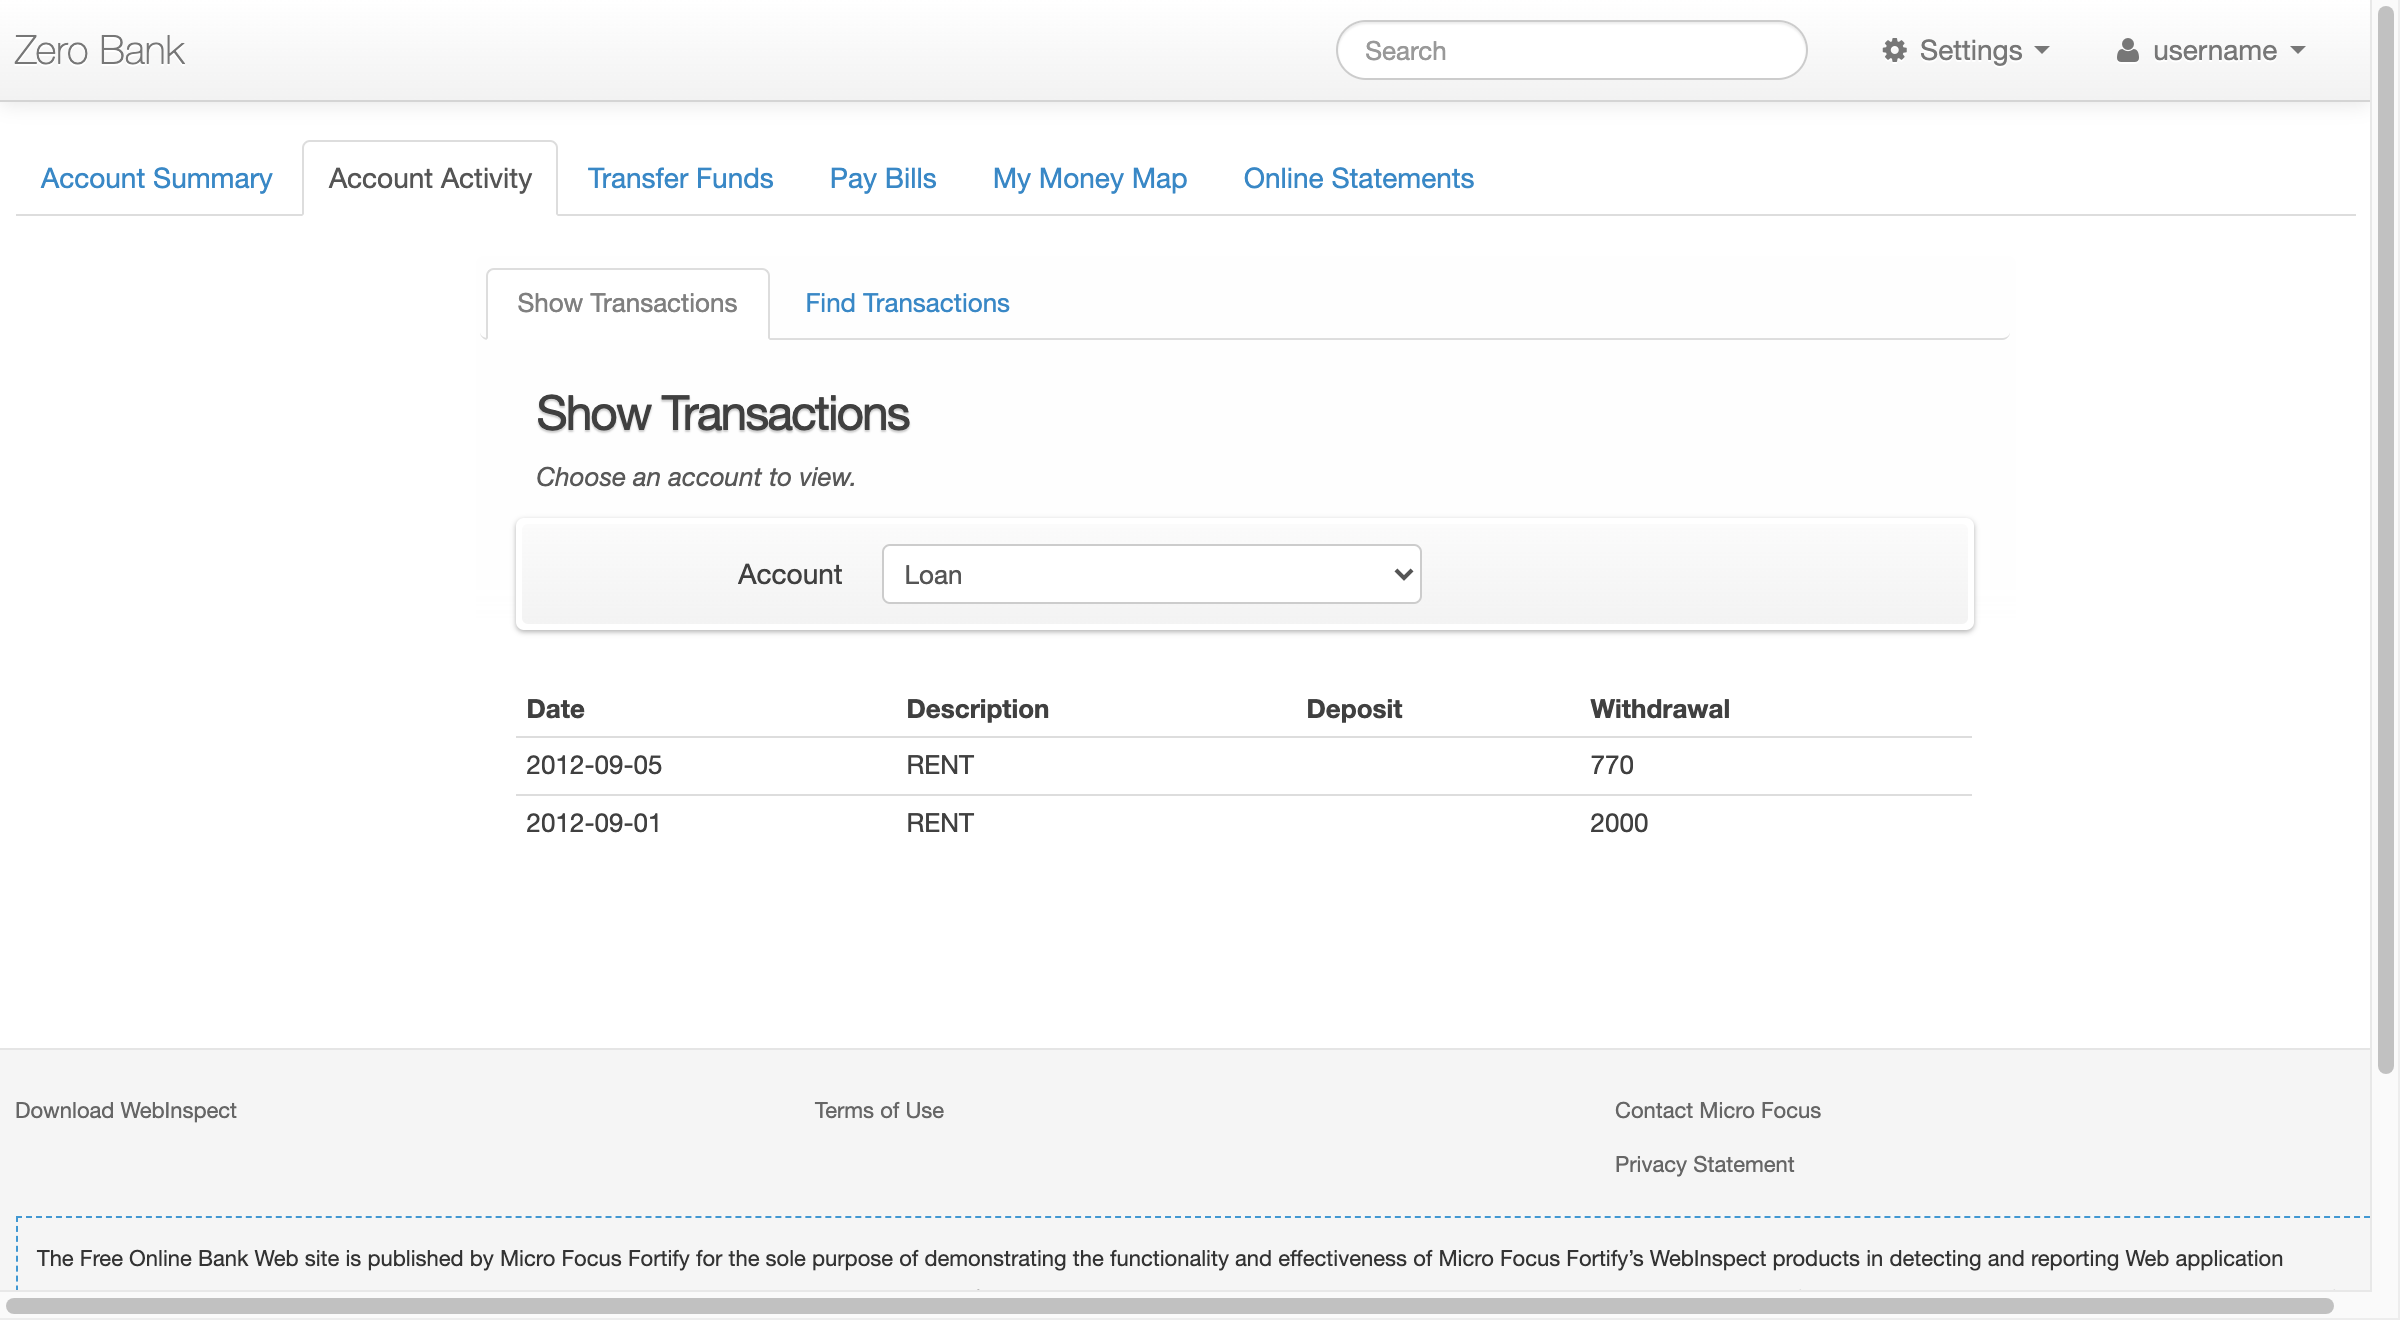 Zero Bank
Search
Settings
username
Account Summary
Account Activity
Transfer Funds
Pay Bills
My Money Map
Online Statements
Show Transactions
Find Transactions
Show Transactions
Choose an account to view.
Account
Loan
Date Description Deposit Withdrawal
2012-09-05 RENT 770
2012-09-01 RENT 2000
Download WebInspect
Terms of Use
Contact Micro Focus
Privacy Statement
The Free Online Bank Web site is published by Micro Focus Fortify for the sole purpose of demonstrating the functionality and effectiveness of Micro Focus Fortify’s WebInspect products in detecting and reporting Web application